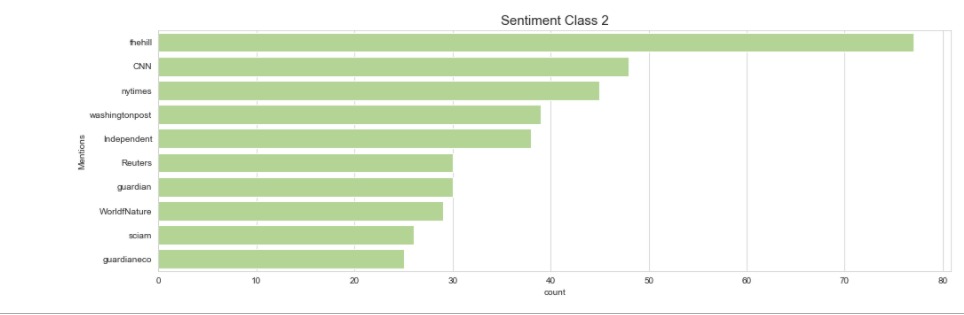 Sentiment Class 2
thehill
CNN
nytimes
washingtonpost
Independent
Reuters
guardian
WorldfNature
sciam
guardianeco
Mentions
0 10 20 30 40 50 60 70 80
count